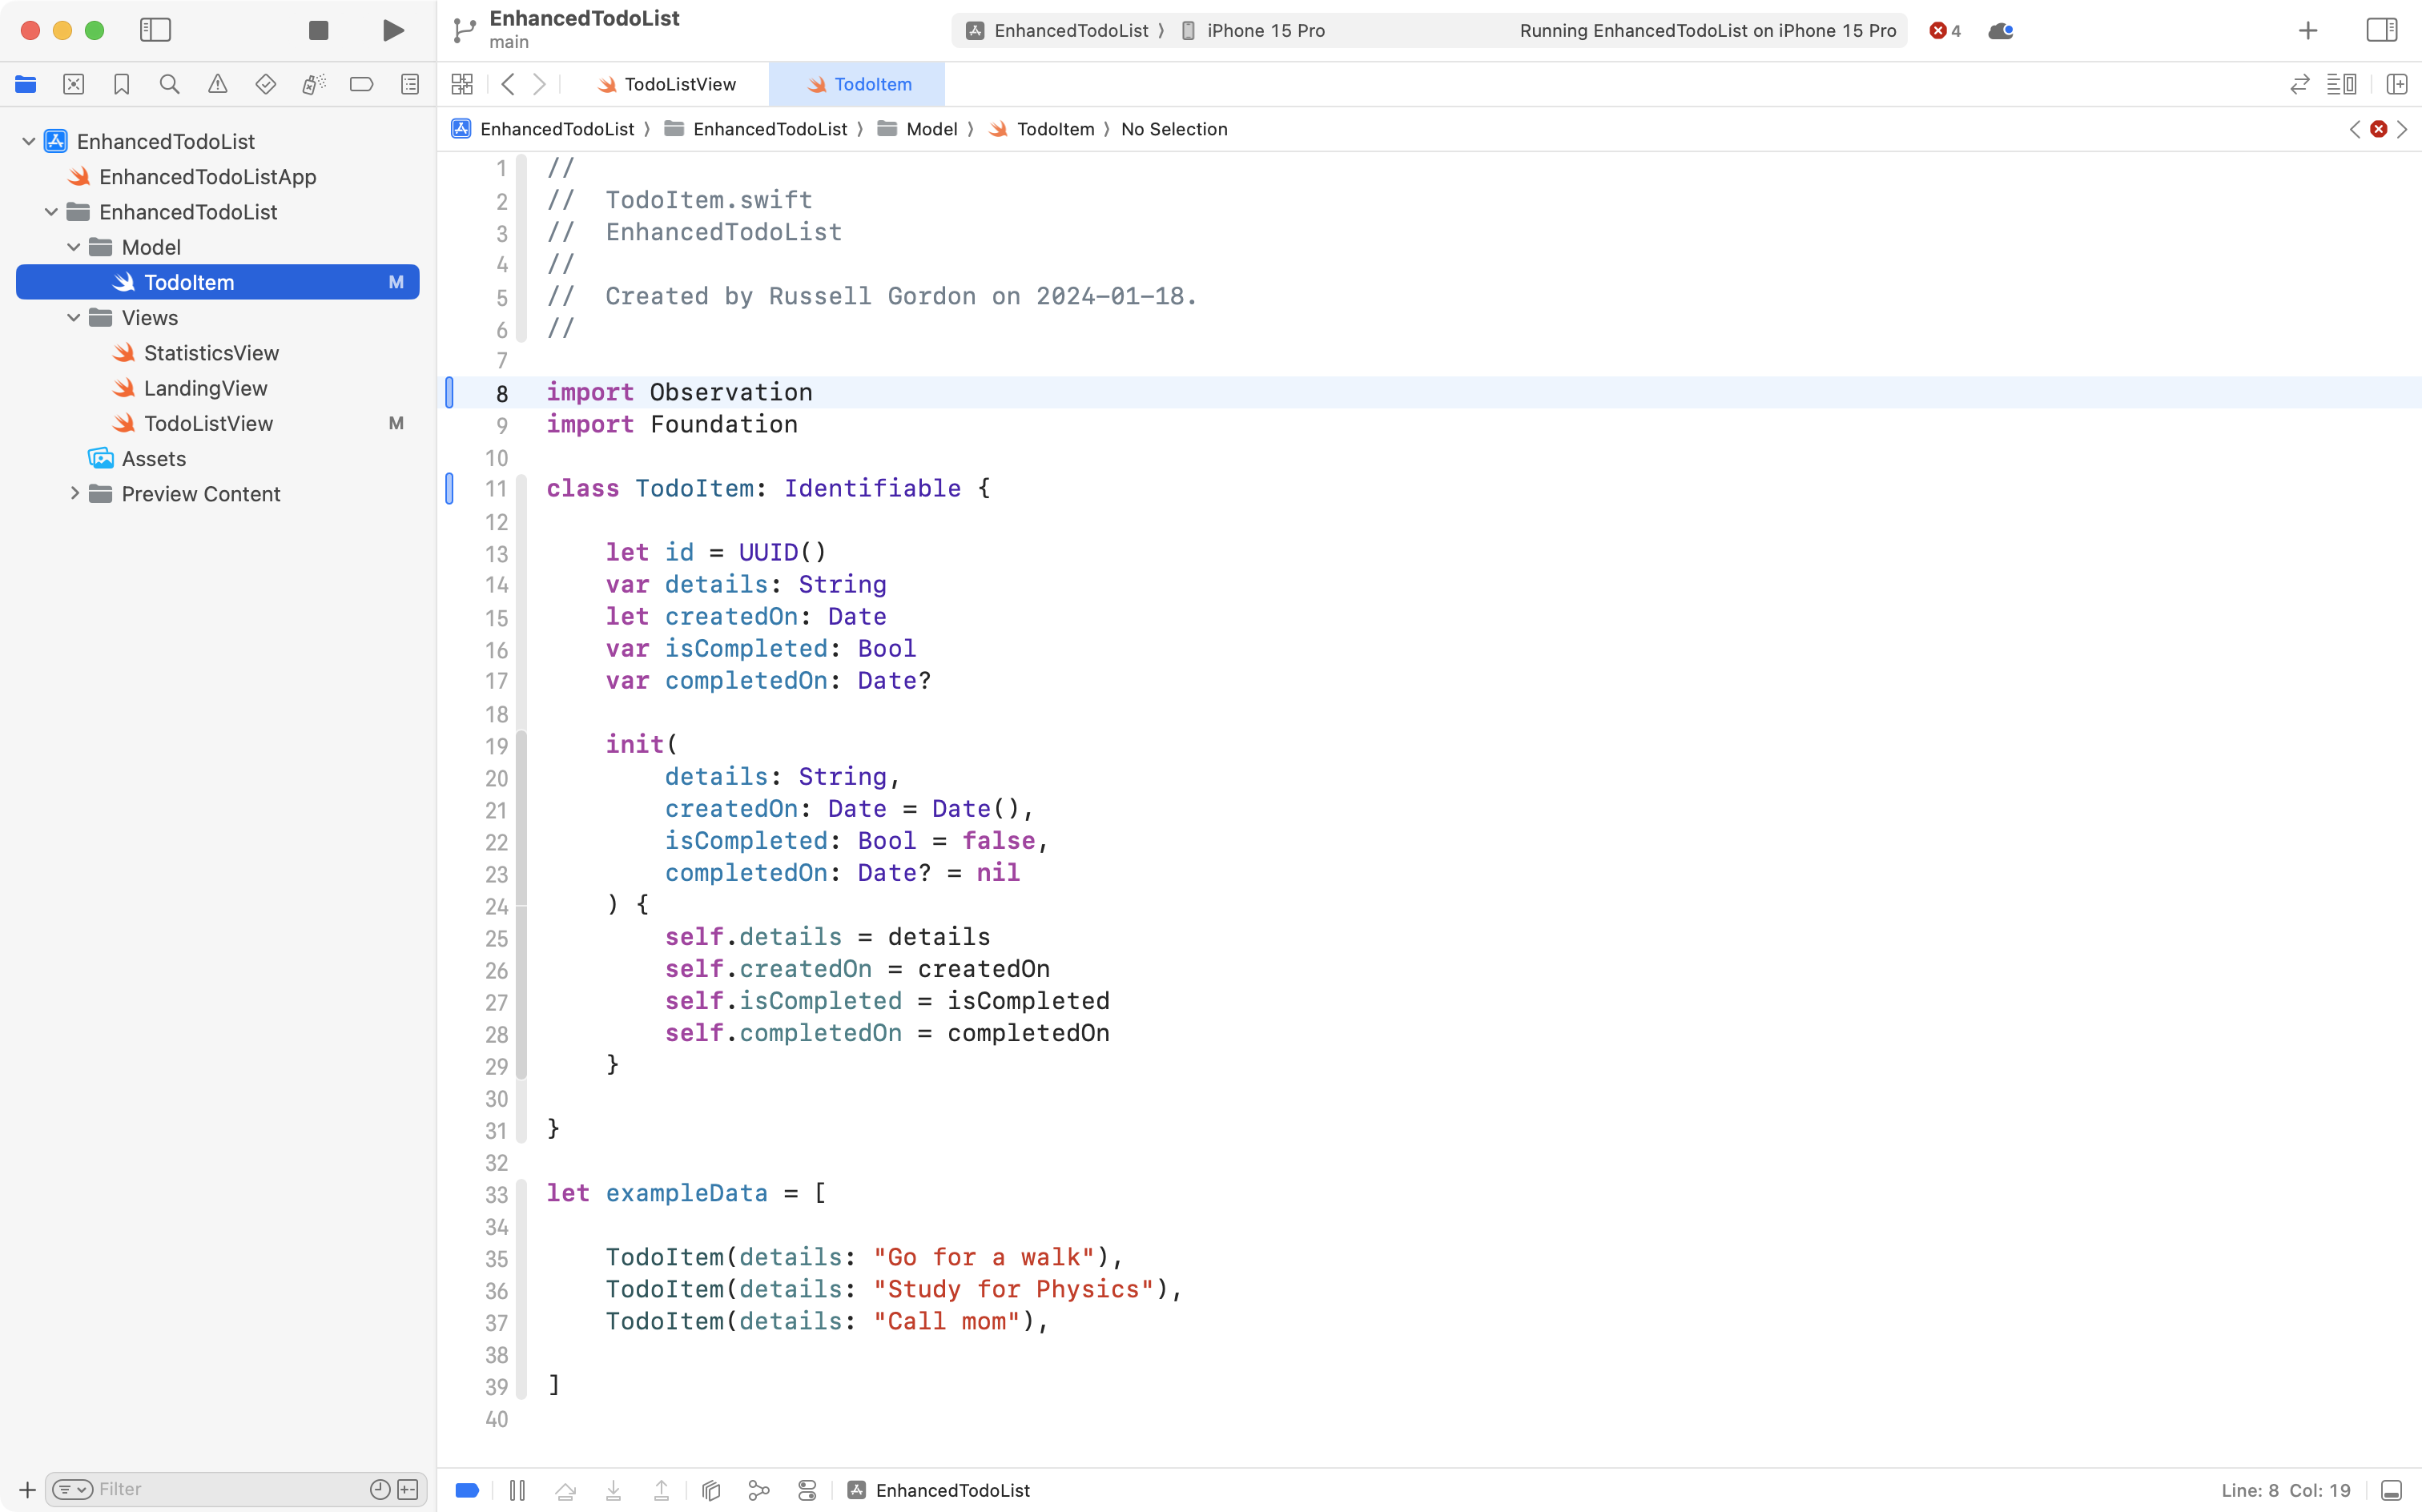 EnhancedTodoList
main
EnhancedTodoList 〉 iPhone 15 Pro
Running EnhancedTodoList on iPhone 15 Pro
4
TodoListView
TodoItem
EnhancedTodoList 〉 EnhancedTodoList 〉 Model 〉 TodoItem 〉 No Selection
EnhancedTodoList
EnhancedTodoListApp
EnhancedTodoList
Model
TodoItem M
Views
StatisticsView
LandingView
TodoListView M
Assets
Preview Content
Filter
1 //
2 //  TodoItem.swift
3 //  EnhancedTodoList
4 //
5 //  Created by Russell Gordon on 2024-01-18.
6 //
7
8 import Observation
9 import Foundation
10
11 class TodoItem: Identifiable {
12
13     let id = UUID()
14     var details: String
15     let createdOn: Date
16     var isCompleted: Bool
17     var completedOn: Date?
18
19     init(
20         details: String,
21         createdOn: Date = Date(),
22         isCompleted: Bool = false,
23         completedOn: Date? = nil
24     ) {
25         self.details = details
26         self.createdOn = createdOn
27         self.isCompleted = isCompleted
28         self.completedOn = completedOn
29     }
30
31 }
32
33 let exampleData = [
34
35     TodoItem(details: "Go for a walk"),
36     TodoItem(details: "Study for Physics"),
37     TodoItem(details: "Call mom"),
38
39 ]
40
EnhancedTodoList
Line: 8 Col: 19